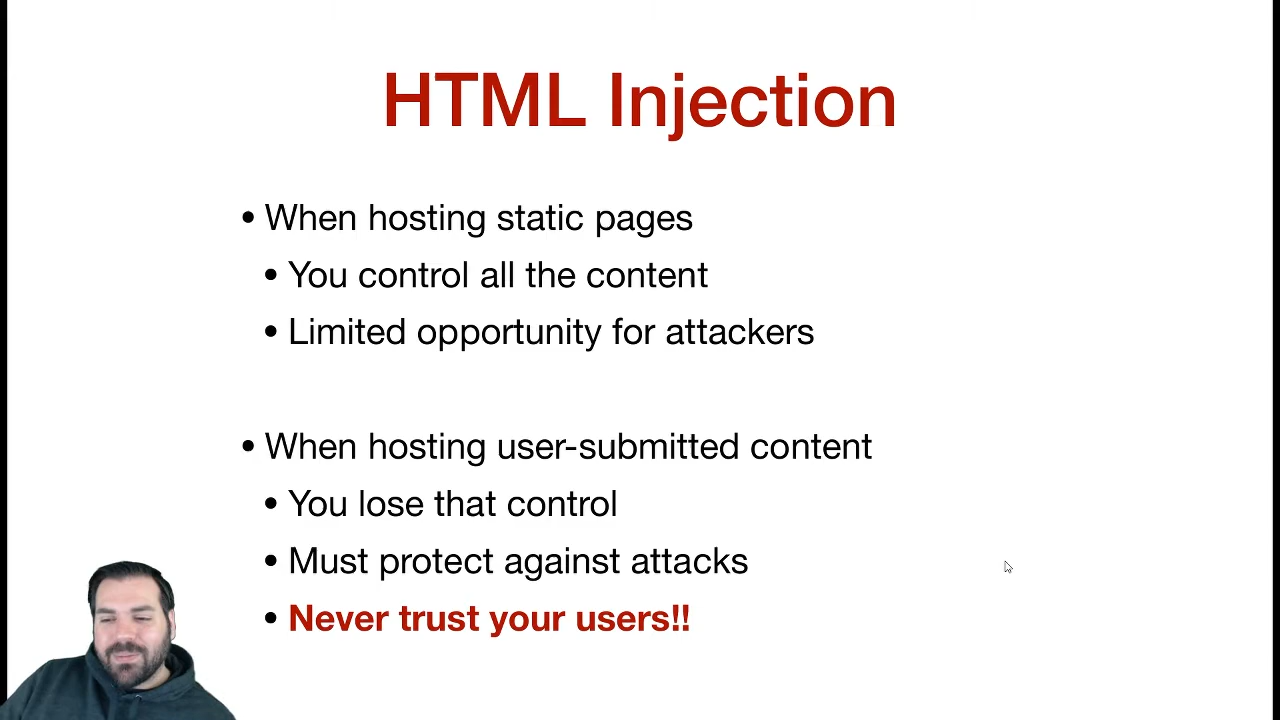 HTML Injection
• When hosting static pages
• You control all the content
• Limited opportunity for attackers
• When hosting user-submitted content
• You lose that control
• Must protect against attacks
• Never trust your users!!